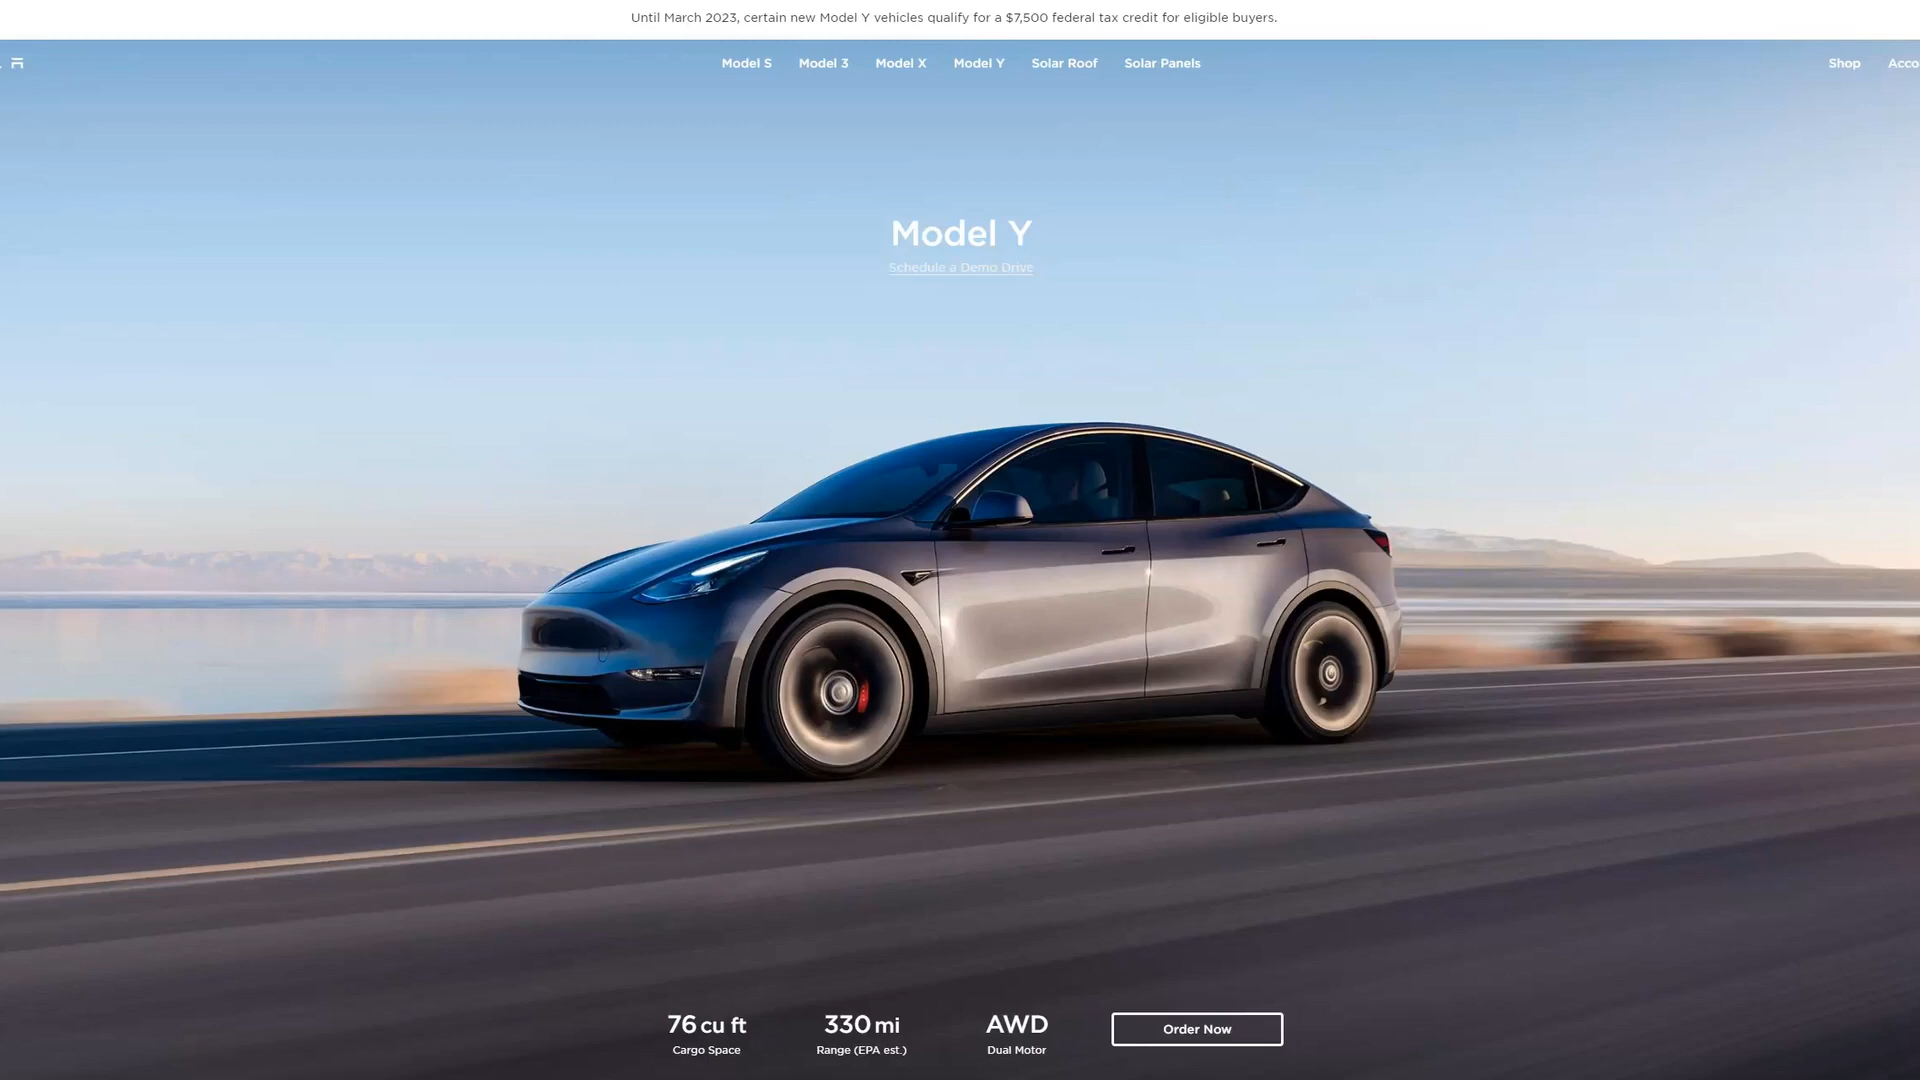 Until March 2023, certain new Model Y vehicles qualify for a $7,500 federal tax credit for eligible buyers.
Model S Model 3 Model X Model Y Solar Roof Solar Panels Shop Acco
Model Y
Schedule a Demo Drive
76 cu ft 330 mi AWD Order Now
Cargo Space Range (EPA est.) Dual Motor